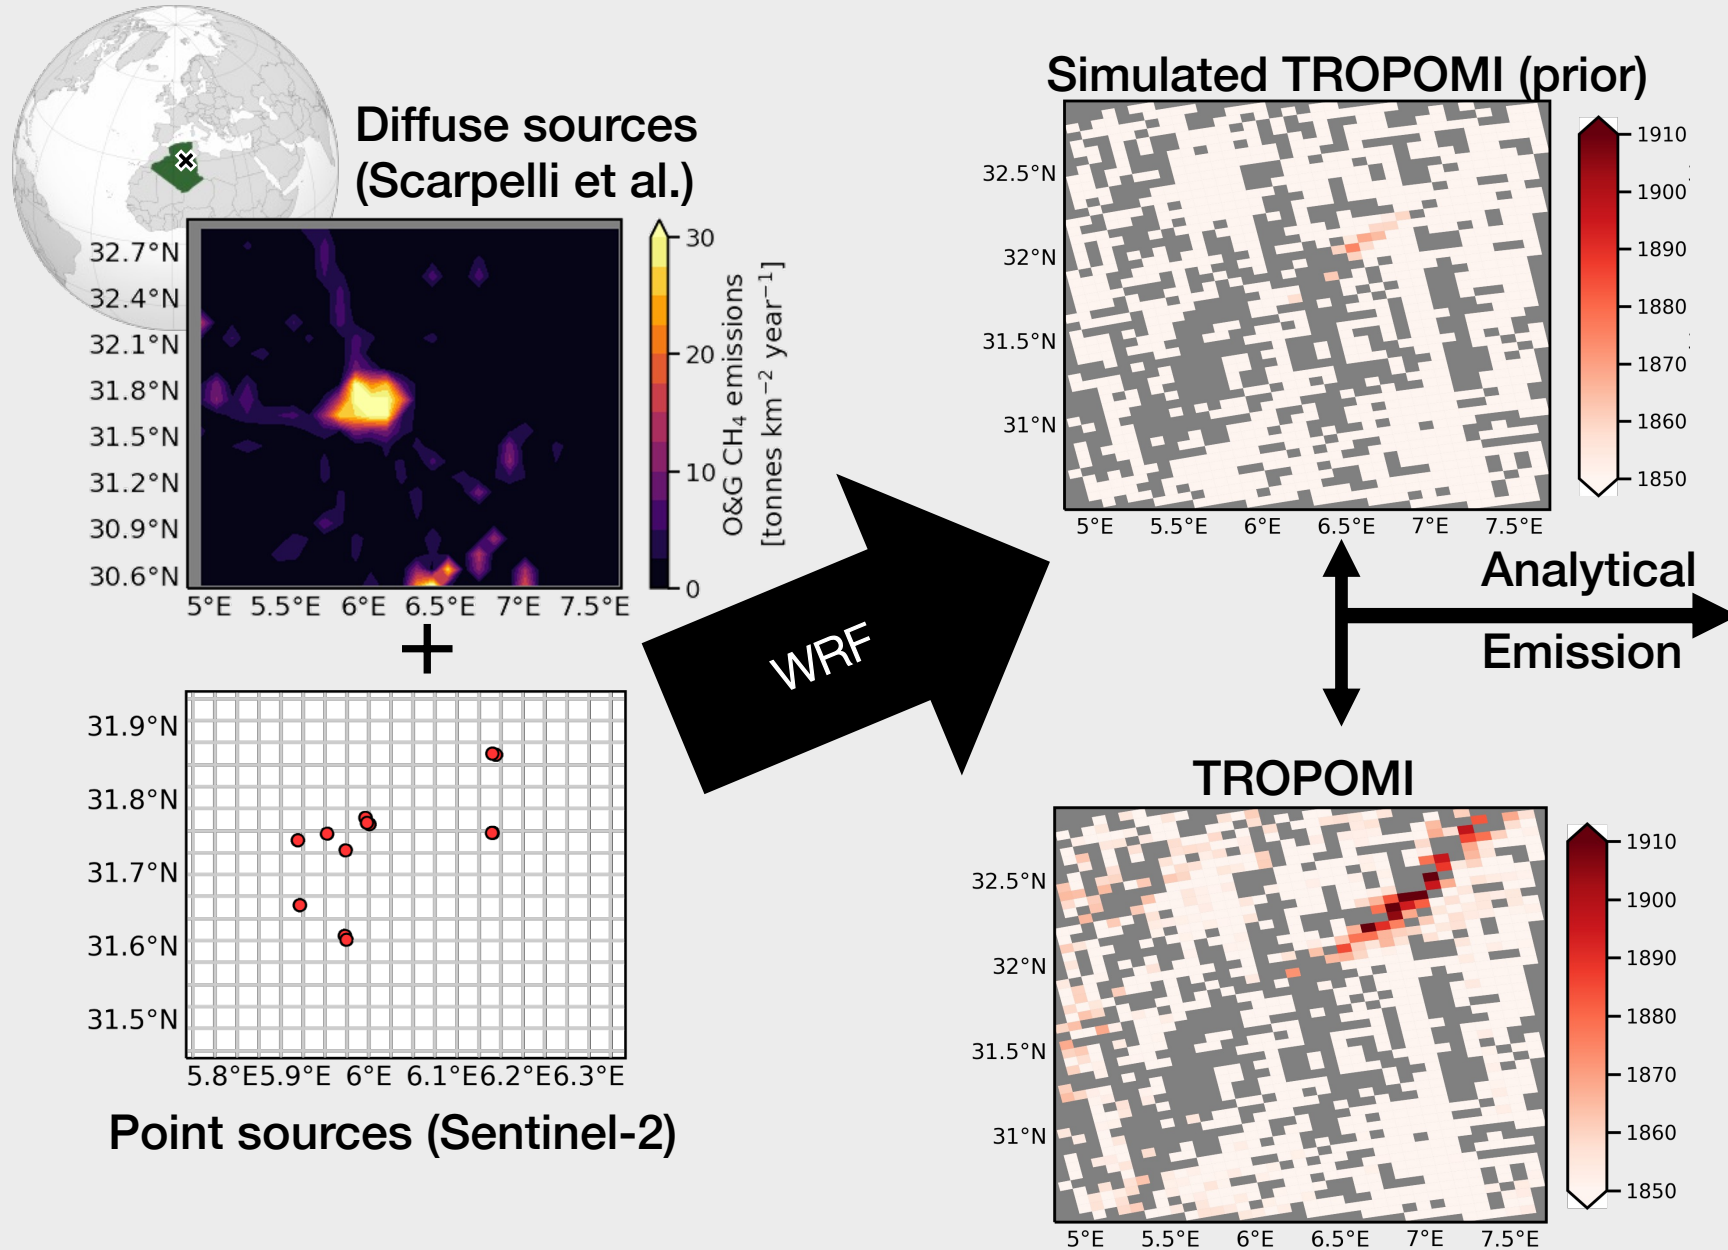 Diffuse sources
(Scarpelli et al.)
32.7°N
32.4°N
32.1°N
31.8°N
31.5°N
31.2°N
30.9°N
30.6°N
5°E 5.5°E 6°E 6.5°E 7°E 7.5°E
30
20
10
0
O&G CH₄ emissions
[tonnes km⁻² year⁻¹]
+
31.9°N
31.8°N
31.7°N
31.6°N
31.5°N
5.8°E 5.9°E 6°E 6.1°E 6.2°E 6.3°E
Point sources (Sentinel-2)
WRF
Simulated TROPOMI (prior)
32.5°N
32°N
31.5°N
31°N
5°E 5.5°E 6°E 6.5°E 7°E 7.5°E
1910
1900
1890
1880
1870
1860
1850
Analytical
Emission
TROPOMI
32.5°N
32°N
31.5°N
31°N
5°E 5.5°E 6°E 6.5°E 7°E 7.5°E
1910
1900
1890
1880
1870
1860
1850